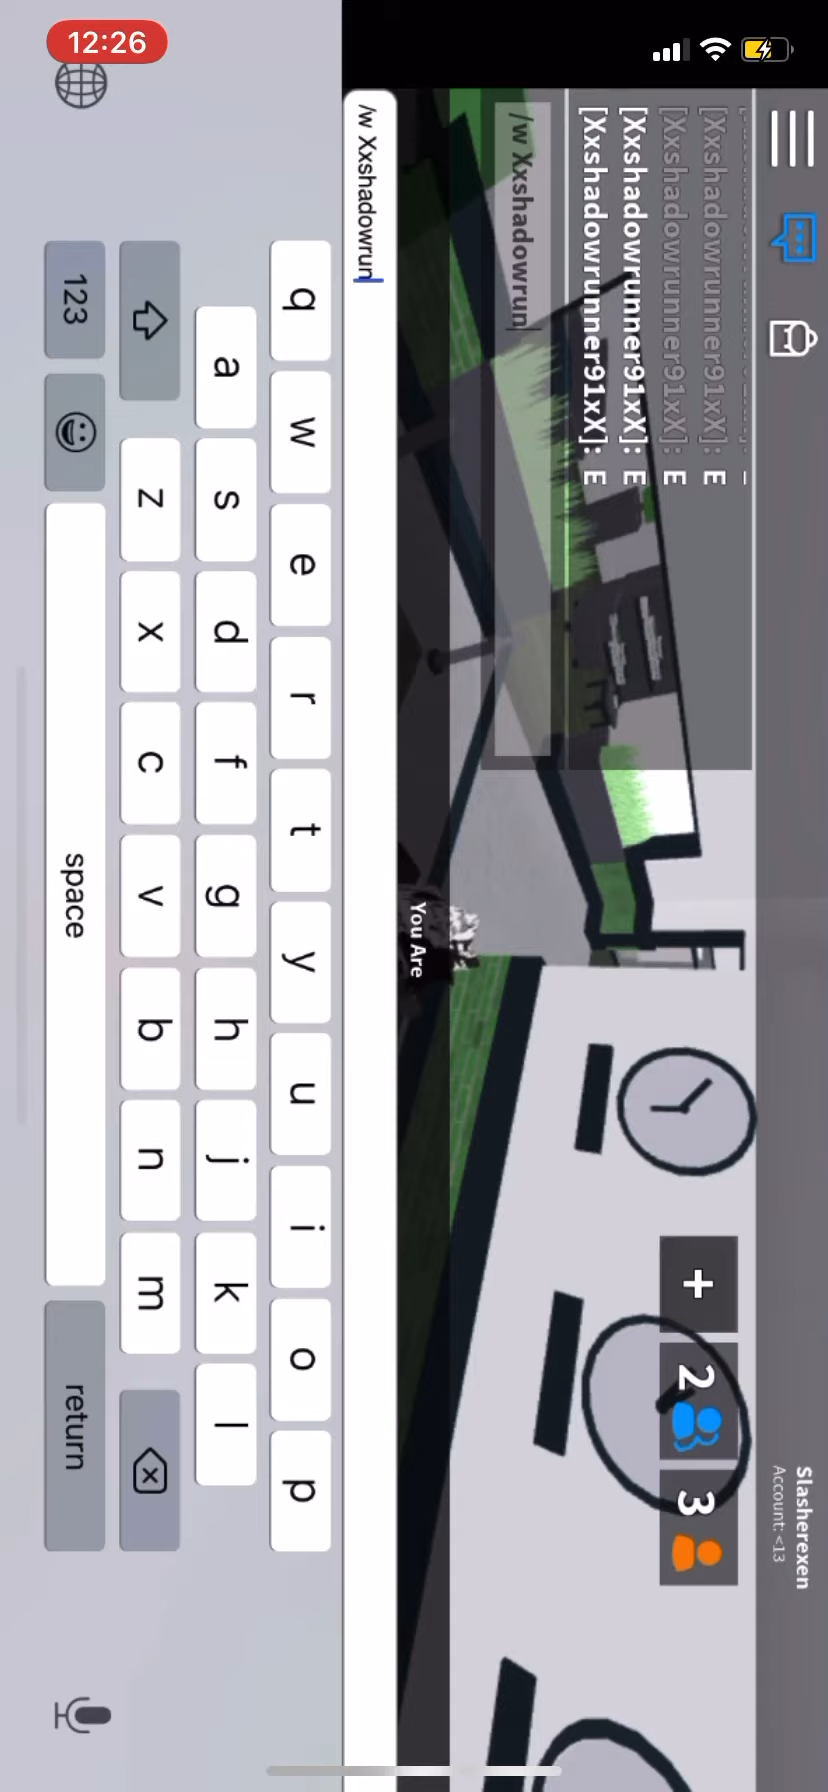 12:26
Slasherexen
Account: <13
[Xxshadowrunner91xX]: E
[Xxshadowrunner91xX]: E
[Xxshadowrunner91xX]: E
[Xxshadowrunner91xX]: E
/w Xxshadowrun
+ 2 3
You Are
/w Xxshadowrun
q w e r t y u i o p
a s d f g h j k l
z x c v b n m
123 space return